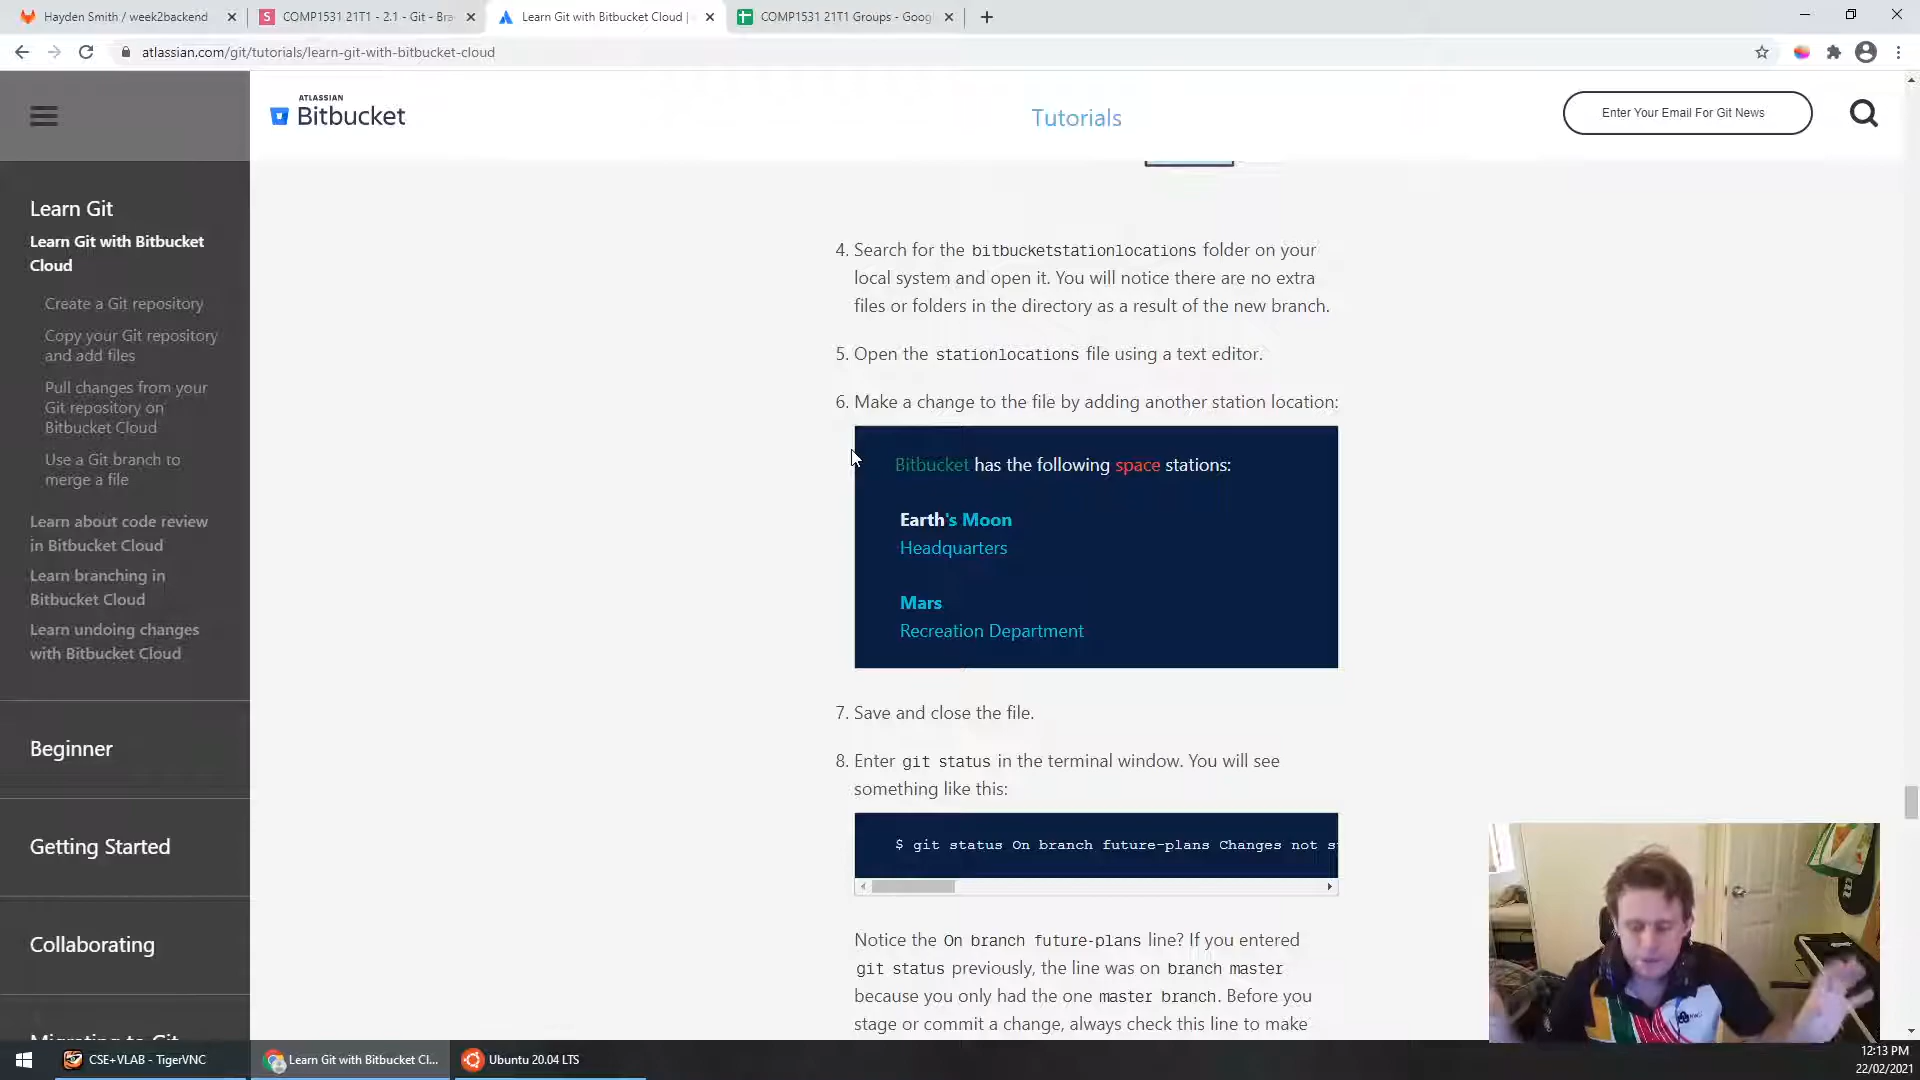 Hayden Smith / week2backend
COMP1531 21T1 - 2.1 - Git - Bra
Learn Git with Bitbucket Cloud |
COMP1531 21T1 Groups - Goog
atlassian.com/git/tutorials/learn-git-with-bitbucket-cloud
ATLASSIAN
Bitbucket
Tutorials
Enter Your Email For Git News
Learn Git
Learn Git with Bitbucket
Cloud
Create a Git repository
Copy your Git repository
and add files
Pull changes from your
Git repository on
Bitbucket Cloud
Use a Git branch to
merge a file
Learn about code review
in Bitbucket Cloud
Learn branching in
Bitbucket Cloud
Learn undoing changes
with Bitbucket Cloud
Beginner
Getting Started
Collaborating
Migrating to Git
4. Search for the bitbucketstationlocations folder on your
local system and open it. You will notice there are no extra
files or folders in the directory as a result of the new branch.
5. Open the stationlocations file using a text editor.
6. Make a change to the file by adding another station location:
Bitbucket has the following space stations:
Earth's Moon
Headquarters
Mars
Recreation Department
7. Save and close the file.
8. Enter git status in the terminal window. You will see
something like this:
$ git status On branch future-plans Changes not s
Notice the On branch future-plans line? If you entered
git status previously, the line was on branch master
because you only had the one master branch. Before you
stage or commit a change, always check this line to make
CSE+VLAB - TigerVNC
Learn Git with Bitbucket Cl...
Ubuntu 20.04 LTS
12:13 PM
22/02/2021